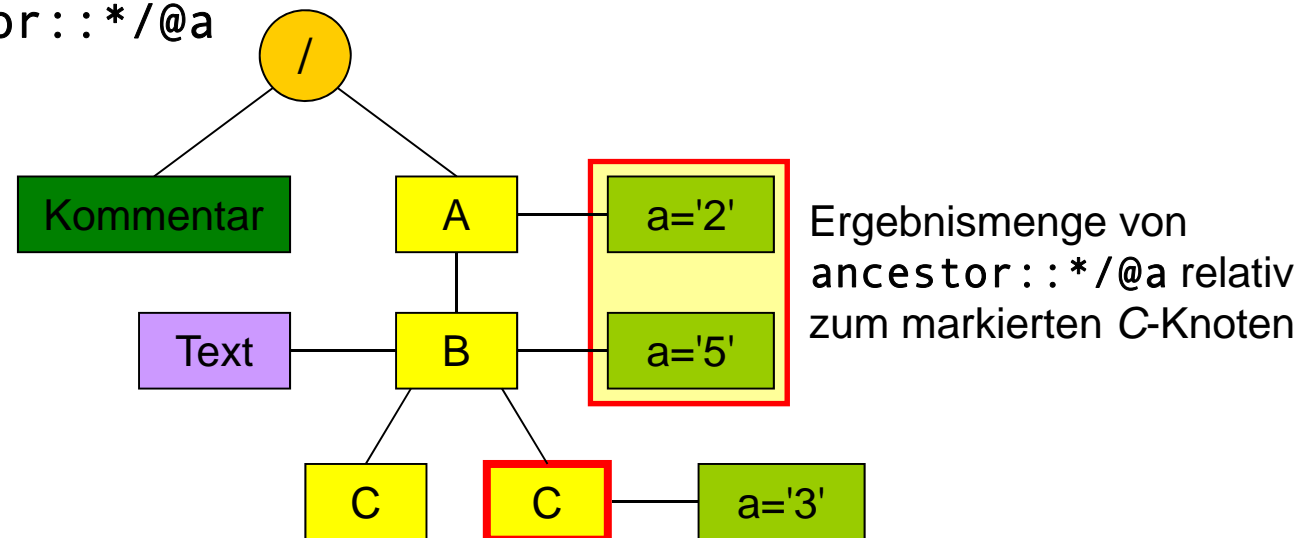 or::*/@a
/
Kommentar
A
a='2'
Ergebnismenge von
ancestor::*/@a relativ
zum markierten C-Knoten
Text
B
a='5'
C
C
a='3'